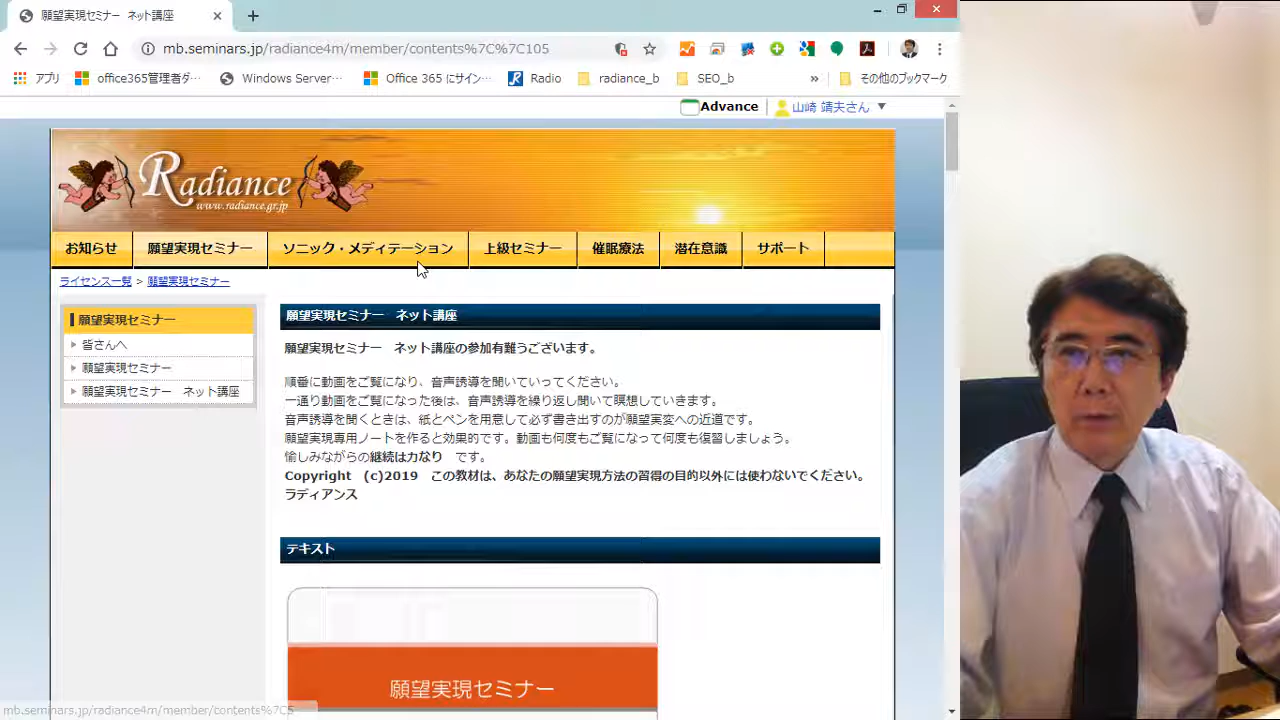 願望実現セミナー ネット講座
mb.seminars.jp/radiance4m/member/contents%7C%7C105
アプリ office365管理者ダ… Windows Server… Office 365 にサイン… Radio radiance_b SEO_b » その他のブックマーク
Advance 山崎 靖夫さん ▼
Radiance
www.radiance.gr.jp
お知らせ 願望実現セミナー ソニック・メディテーション 上級セミナー 催眠療法 潜在意識 サポート
ライセンス一覧 > 願望実現セミナー
願望実現セミナー
皆さんへ
願望実現セミナー
願望実現セミナー ネット講座
願望実現セミナー ネット講座
願望実現セミナー ネット講座の参加有難うございます。
順番に動画をご覧になり、音声誘導を聞いていってください。
一通り動画をご覧になった後は、音声誘導を繰り返し聞いて瞑想していきます。
音声誘導を聞くときは、紙とペンを用意して必ず書き出すのが願望実変への近道です。
願望実現専用ノートを作ると効果的です。動画も何度もご覧になって何度も復習しましょう。
愉しみながらの継続は力なり です。
Copyright (c)2019 この教材は、あなたの願望実現方法の習得の目的以外には使わないでください。
ラディアンス
テキスト
願望実現セミナー
mb.seminars.jp/radiance4m/member/contents%7C5